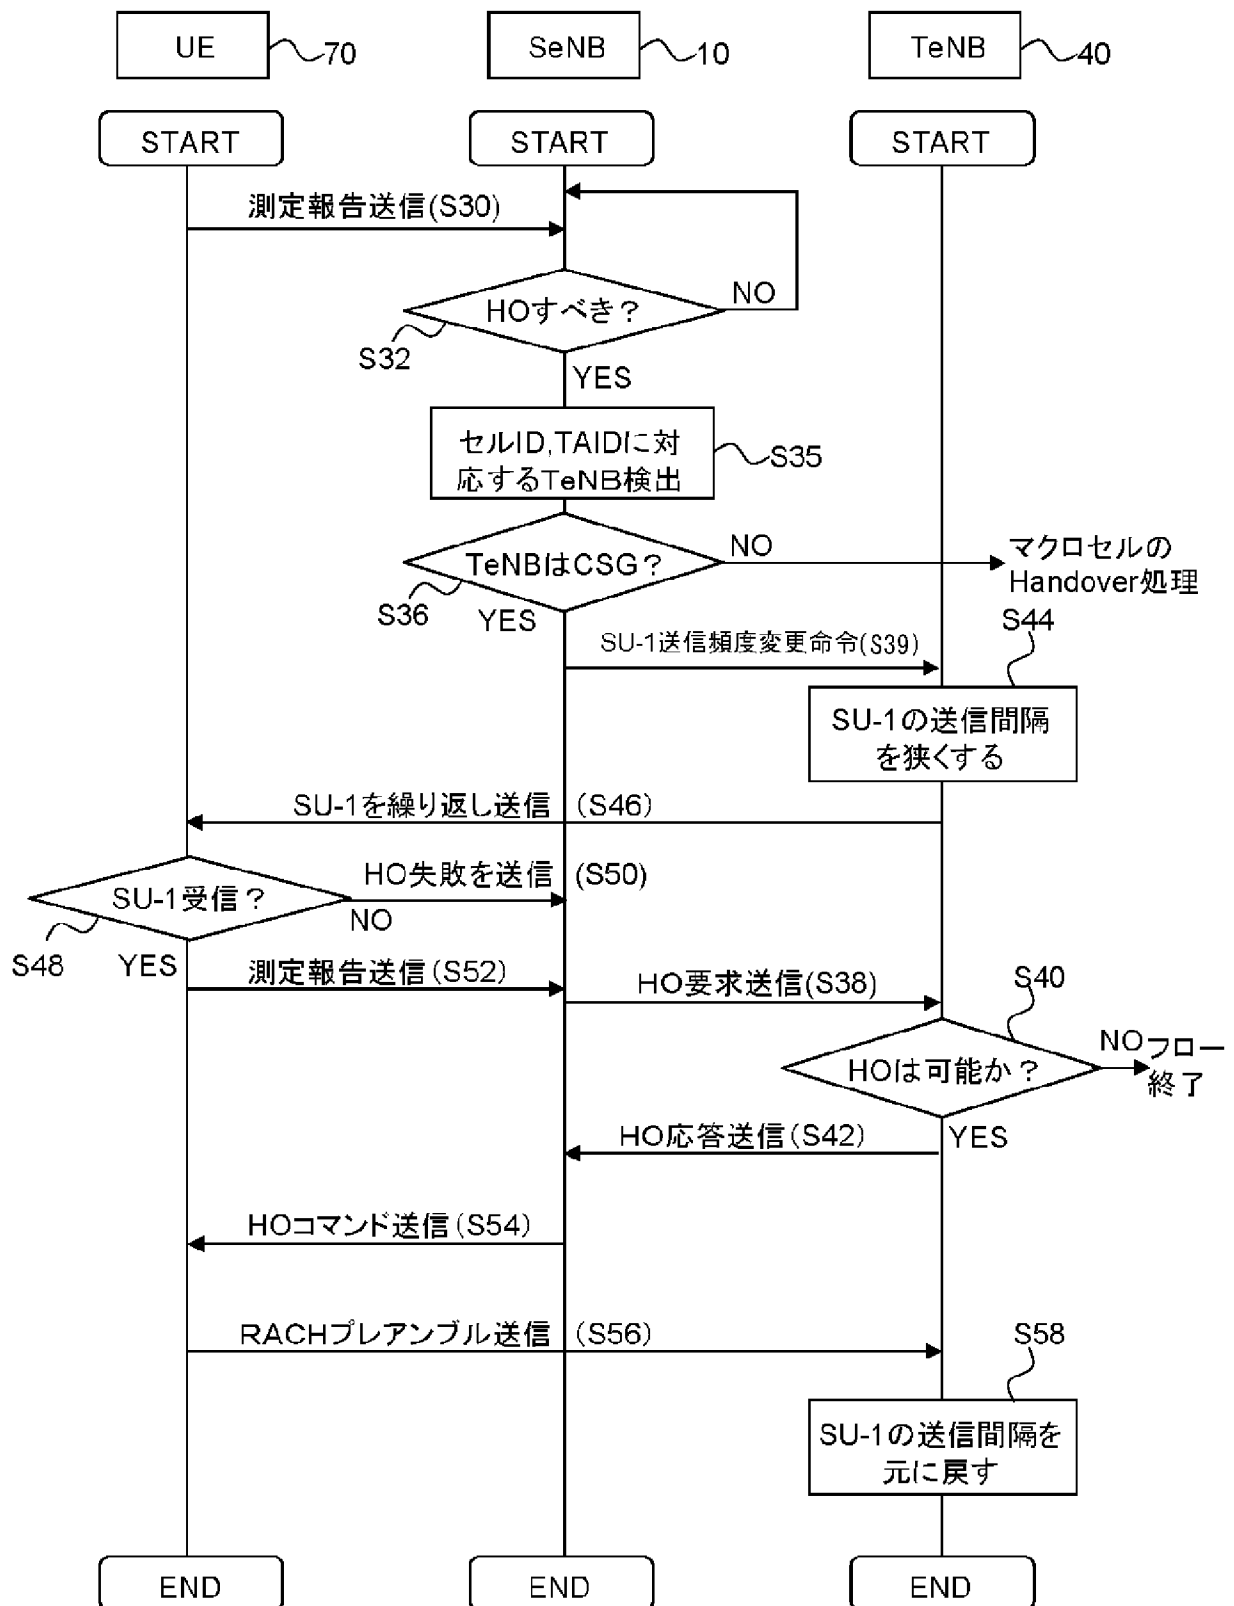 UE
70
SeNB
10
TeNB
40
START
START
START
測定報告送信(S30)
HOすべき？
NO
S32
YES
セルID,TAIDに対
応するTeNB検出
S35
TeNBはCSG？
NO
マクロセルの
Handover処理
S36
YES
SU-1送信頻度変更命令(S39)
S44
SU-1の送信間隔
を狭くする
SU-1を繰り返し送信 (S46)
SU-1受信？
HO失敗を送信 (S50)
NO
S48
YES
測定報告送信(S52)
HO要求送信(S38)
S40
HOは可能か？
NO
フロー
終了
HO応答送信(S42)
YES
HOコマンド送信(S54)
RACHプレアンブル送信 (S56)
S58
SU-1の送信間隔を
元に戻す
END
END
END